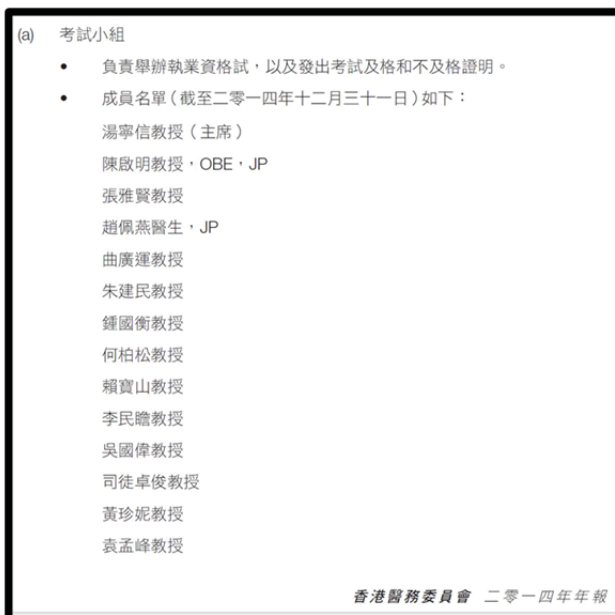 (a) 考試小組
• 負責舉辦執業資格試，以及發出考試及格和不及格證明。
• 成員名單（截至二零一四年十二月三十一日）如下：
湯寧信教授（主席）
陳啟明教授，OBE，JP
張雅賢教授
趙佩燕醫生，JP
曲廣運教授
朱建民教授
鍾國衡教授
何柏松教授
賴寶山教授
李民瞻教授
吳國偉教授
司徒卓俊教授
黃珍妮教授
袁孟峰教授
香港醫務委員會 二零一四年年報